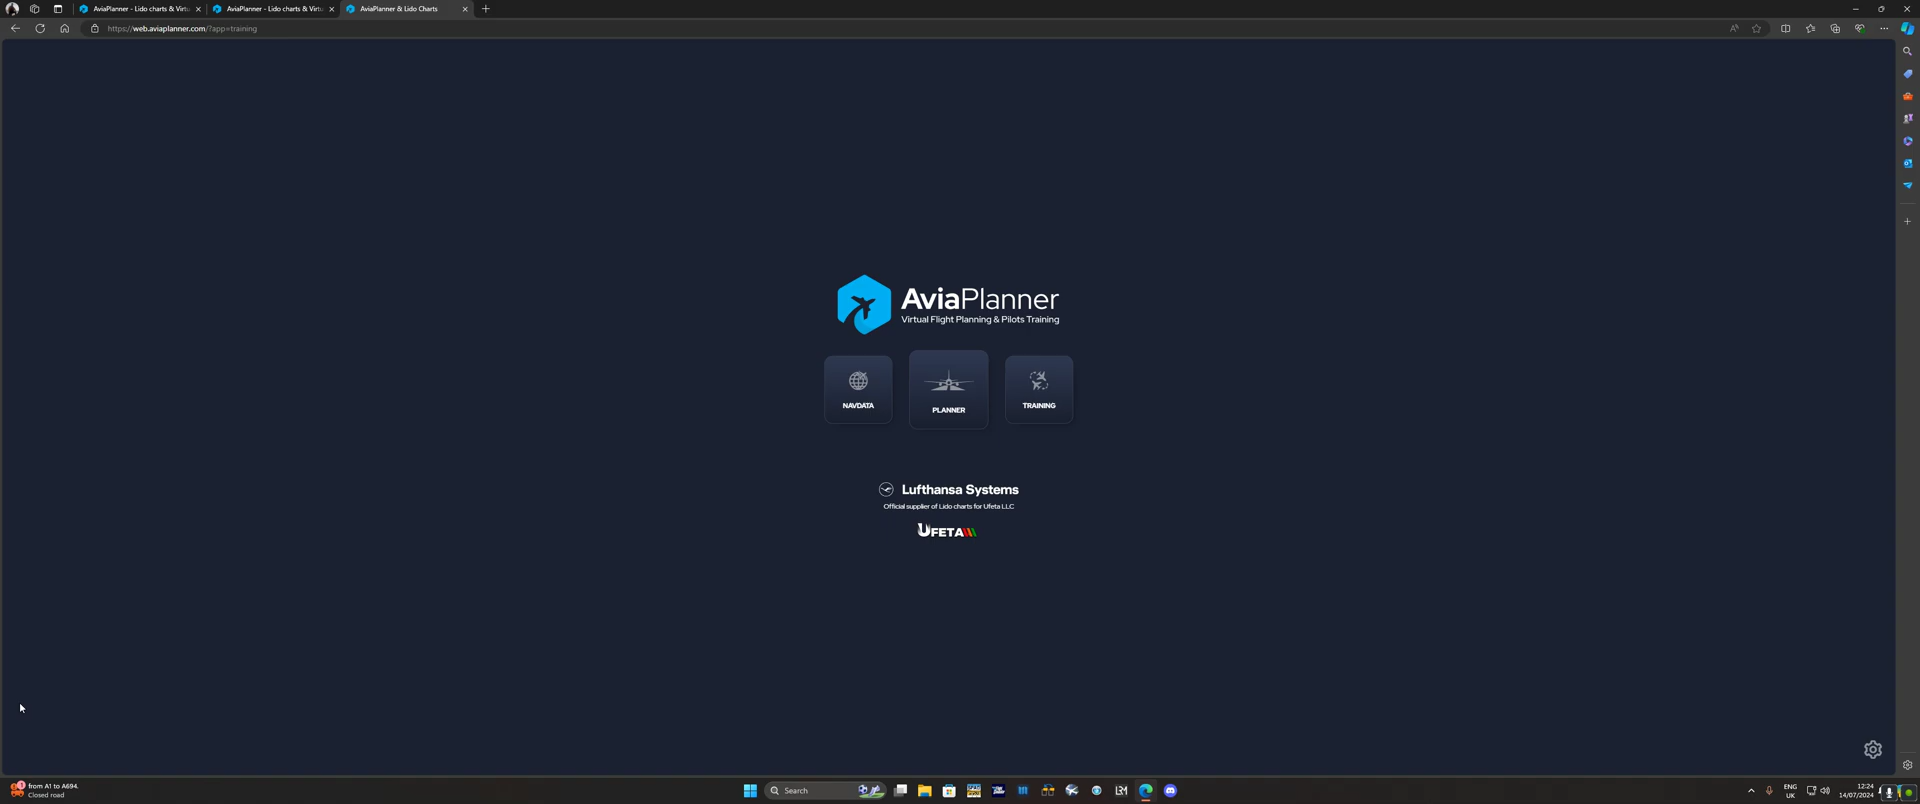 AviaPlanner - Lido charts & Virtu
AviaPlanner - Lido charts & Virtu
AviaPlanner & Lido Charts
https://web.aviaplanner.com/?app=training
AviaPlanner
Virtual Flight Planning & Pilots Training
NAVDATA
PLANNER
TRAINING
Lufthansa Systems
Official supplier of Lido charts for Ufeta LLC
UFETA
from A1 to A694.
Closed road
Search
LM
ENG
UK
12:24
14/07/2024